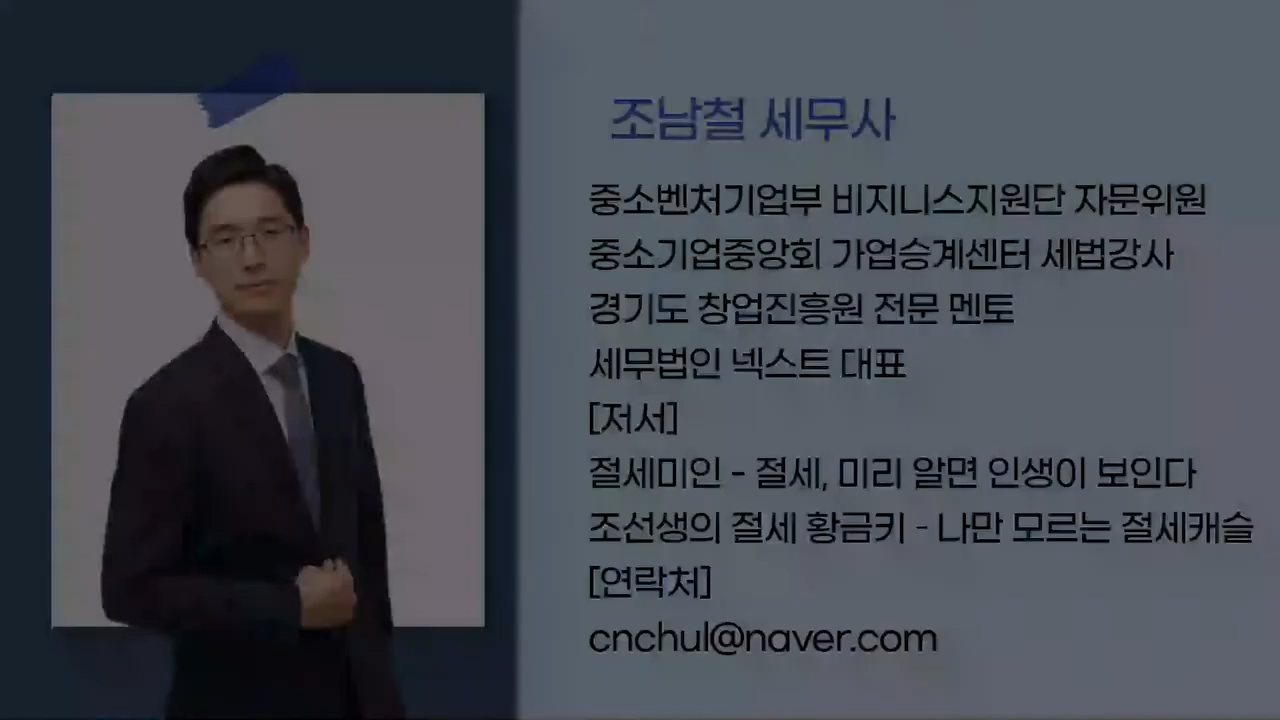 조남철 세무사
중소벤처기업부 비지니스지원단 자문위원
중소기업중앙회 가업승계센터 세법강사
경기도 창업진흥원 전문 멘토
세무법인 넥스트 대표
[저서]
절세미인 - 절세, 미리 알면 인생이 보인다
조선생의 절세 황금키 - 나만 모르는 절세캐슬
[연락처]
cnchul@naver.com